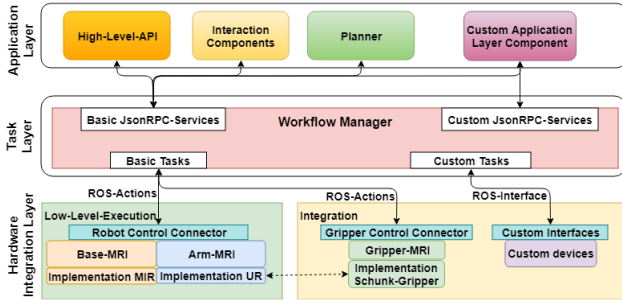 Application
Layer
High-Level-API
Interaction
Components
Planner
Custom Application
Layer Component
Task
Layer
Basic JsonRPC-Services
Workflow Manager
Custom JsonRPC-Services
Basic Tasks
Custom Tasks
ROS-Actions
ROS-Actions
ROS-Interface
Hardware
Integration Layer
Low-Level-Execution
Robot Control Connector
Base-MRI
Arm-MRI
Implementation MIR
Implementation UR
Integration
Gripper Control Connector
Gripper-MRI
Implementation
Schunk-Gripper
Custom Interfaces
Custom devices